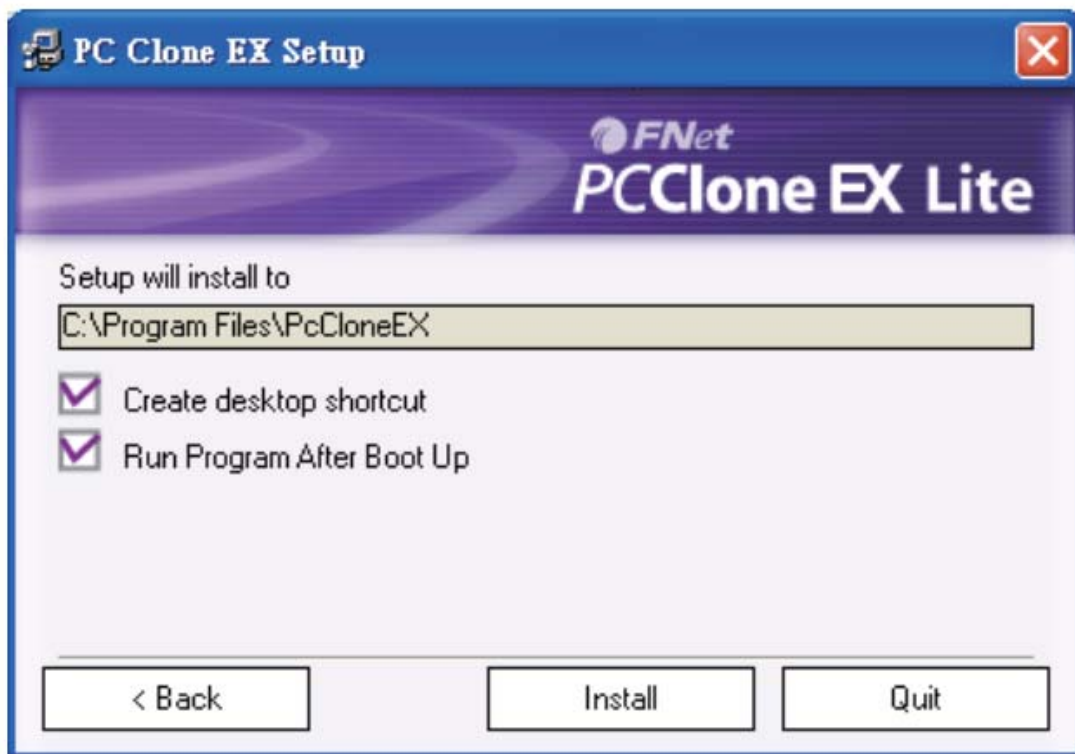 PC Clone EX Setup
FNet
PCClone EX Lite
Setup will install to
C:\Program Files\PcCloneEX
Create desktop shortcut
Run Program After Boot Up
< Back
Install
Quit